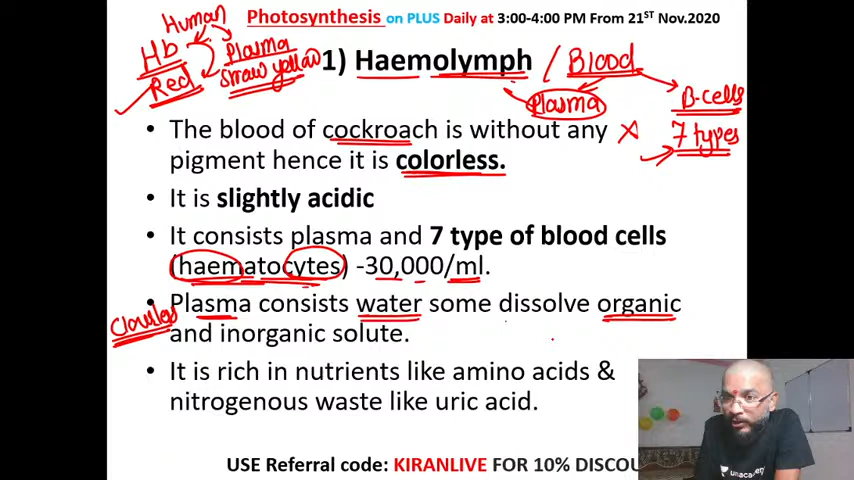 Photosynthesis on PLUS Daily at 3:00-4:00 PM From 21ST Nov.2020
Human
Hb
Red
Plasma
Straw yellow
1) Haemolymph / Blood
Plasma
B-cells
7 types
• The blood of cockroach is without any
pigment hence it is colorless.
• It is slightly acidic
• It consists plasma and 7 type of blood cells
(haematocytes) -30,000/ml.
• Plasma consists water some dissolve organic
and inorganic solute.
• It is rich in nutrients like amino acids &
nitrogenous waste like uric acid.
unacademy
USE Referral code: KIRANLIVE FOR 10% DISCOU